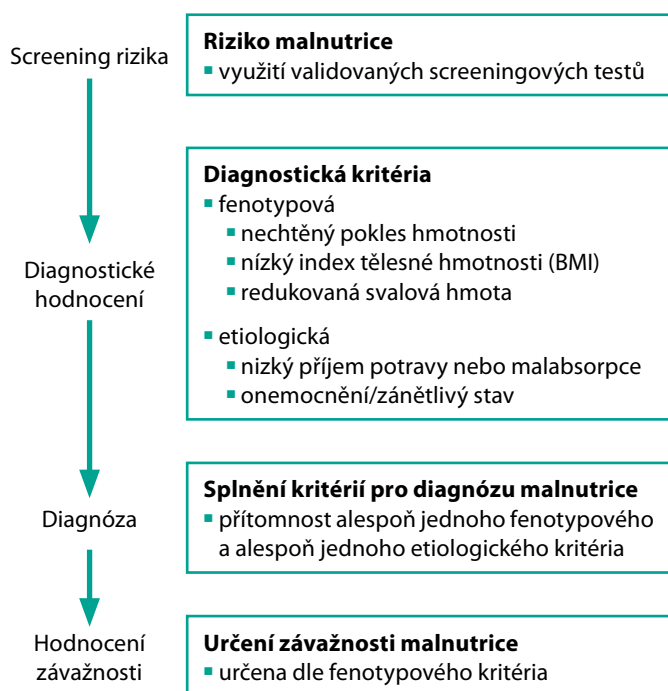 Screening rizika
Riziko malnutrice
▪ využití validovaných screeningových testů
Diagnostické
hodnocení
Diagnostická kritéria
▪ fenotypová
▪ nechtěný pokles hmotnosti
▪ nízký index tělesné hmotnosti (BMI)
▪ redukovaná svalová hmota
▪ etiologická
▪ nizký příjem potravy nebo malabsorpce
▪ onemocnění/zánětlivý stav
Diagnóza
Splnění kritérií pro diagnózu malnutrice
▪ přítomnost alespoň jednoho fenotypového
a alespoň jednoho etiologického kritéria
Hodnocení
závažnosti
Určení závažnosti malnutrice
▪ určena dle fenotypového kritéria